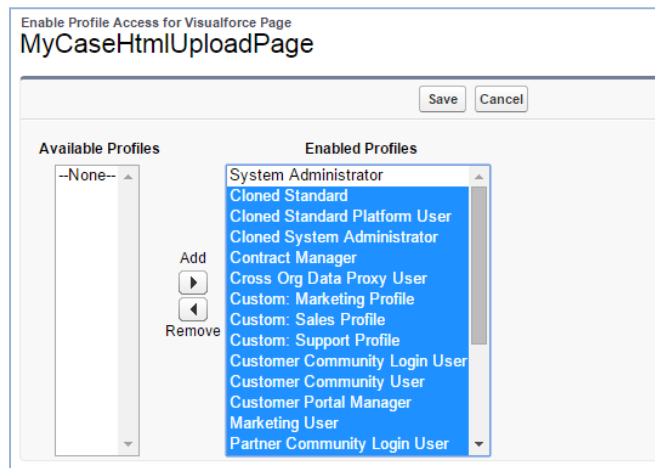 Enable Profile Access for Visualforce Page
MyCaseHtmlUploadPage
Save Cancel
Available Profiles
--None--
Add
Remove
Enabled Profiles
System Administrator
Cloned Standard
Cloned Standard Platform User
Cloned System Administrator
Contract Manager
Cross Org Data Proxy User
Custom: Marketing Profile
Custom: Sales Profile
Custom: Support Profile
Customer Community Login User
Customer Community User
Customer Portal Manager
Marketing User
Partner Community Login User